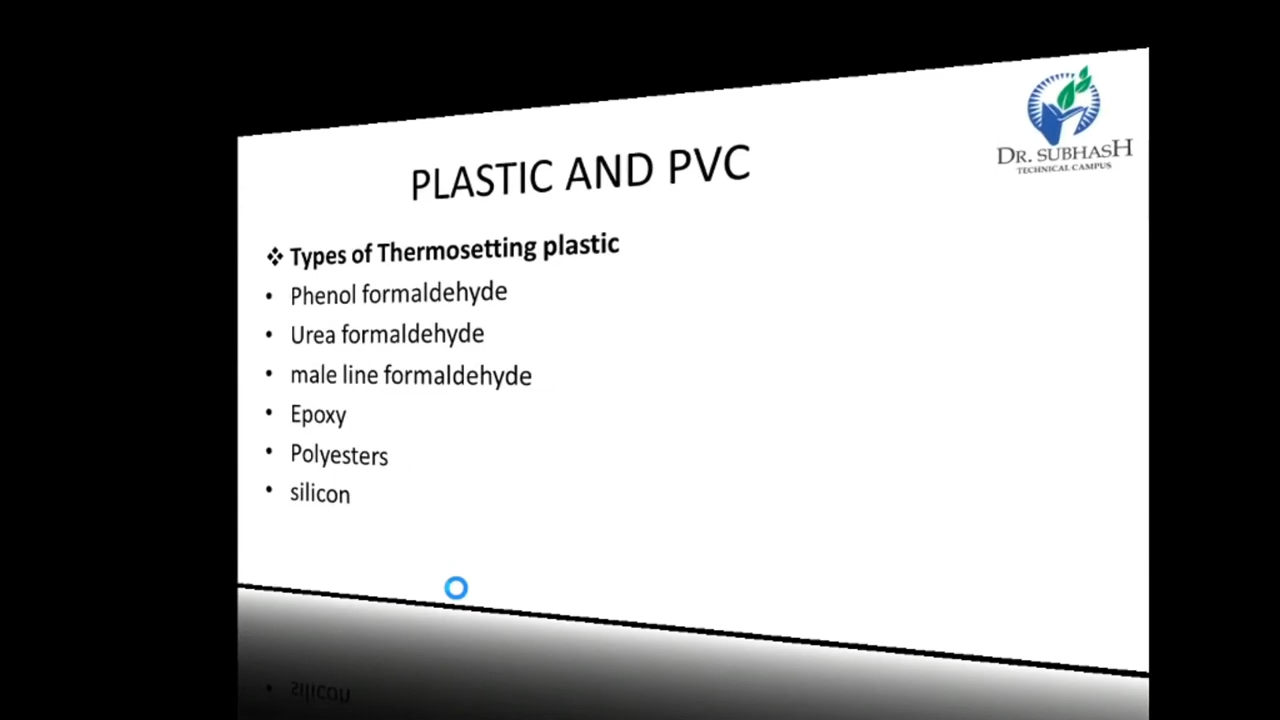 DR. SUBHASH
TECHNICAL CAMPUS
PLASTIC AND PVC
❖ Types of Thermosetting plastic
• Phenol formaldehyde
• Urea formaldehyde
• male line formaldehyde
• Epoxy
• Polyesters
• silicon
• silicon